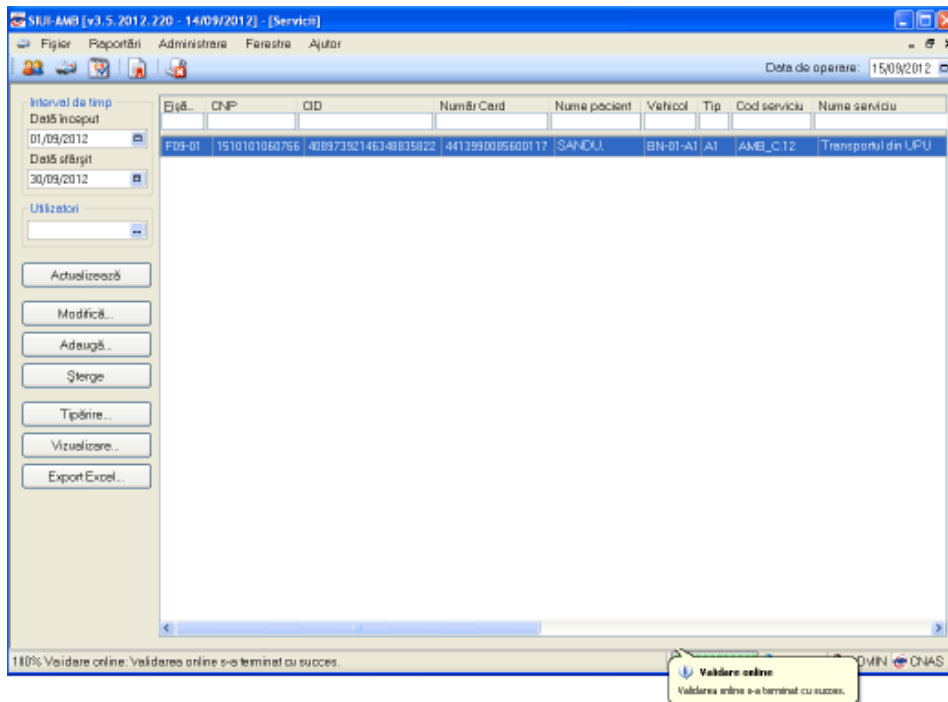 SIUI-AMB [v3.5.2012.220 - 14/09/2012] - [Servicii]
Fişier Raportări Administrare Ferestre Ajutor
Data de operare: 15/09/2012
Interval de timp
Dată început
01/09/2012
Dată sfârşit
30/09/2012
Utilizatori
Actualizează
Modifică...
Adaugă...
Şterge
Tipărire...
Vizualizare...
Export Excel...
Fişă... CNP CID Număr Card Nume pacient Vehicol Tip Cod serviciu Nume serviciu
F09-01 1510101060766 40897392146348835822 4413990085600117 SANDU, BN-01-A1 A1 AMB_C.12 Transportul din UPU
100% Validare online: Validarea online s-a terminat cu succes.
CNAS
Validare online
Validarea online s-a terminat cu succes.